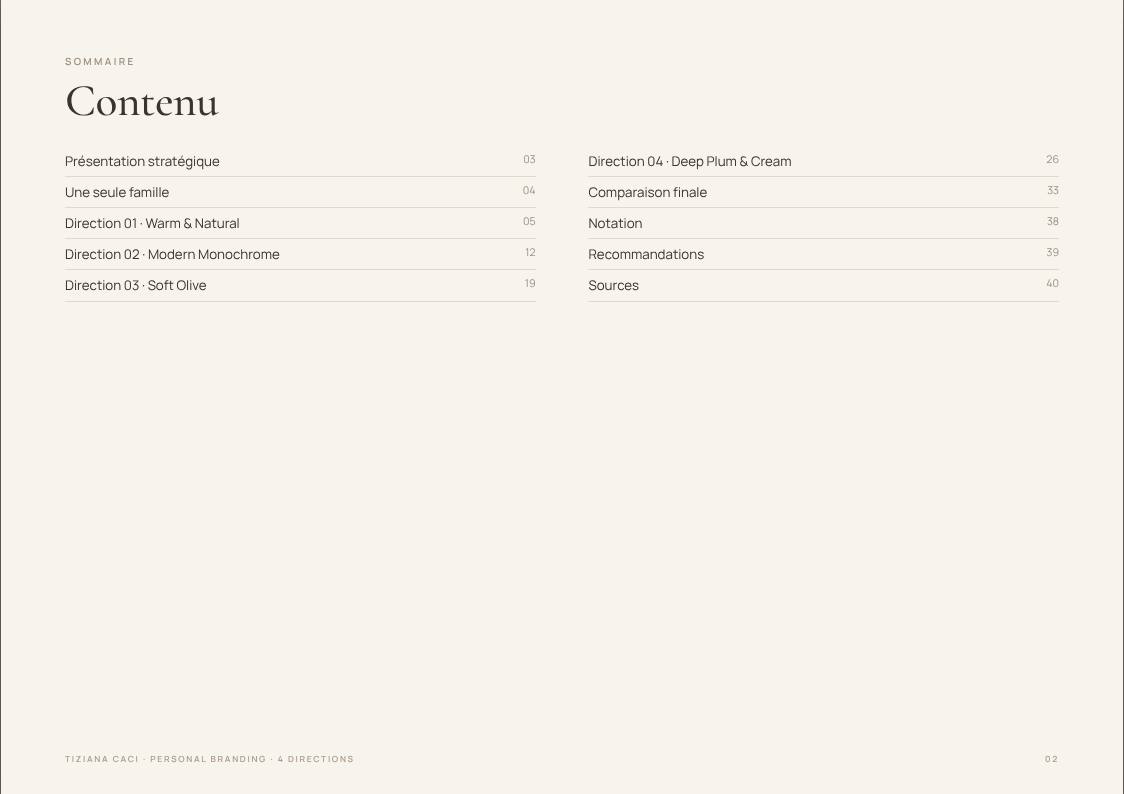 SOMMAIRE
Contenu
Présentation stratégique 03
Une seule famille 04
Direction 01 · Warm & Natural 05
Direction 02 · Modern Monochrome 12
Direction 03 · Soft Olive 19
Direction 04 · Deep Plum & Cream 26
Comparaison finale 33
Notation 38
Recommandations 39
Sources 40
TIZIANA CACI · PERSONAL BRANDING · 4 DIRECTIONS 02